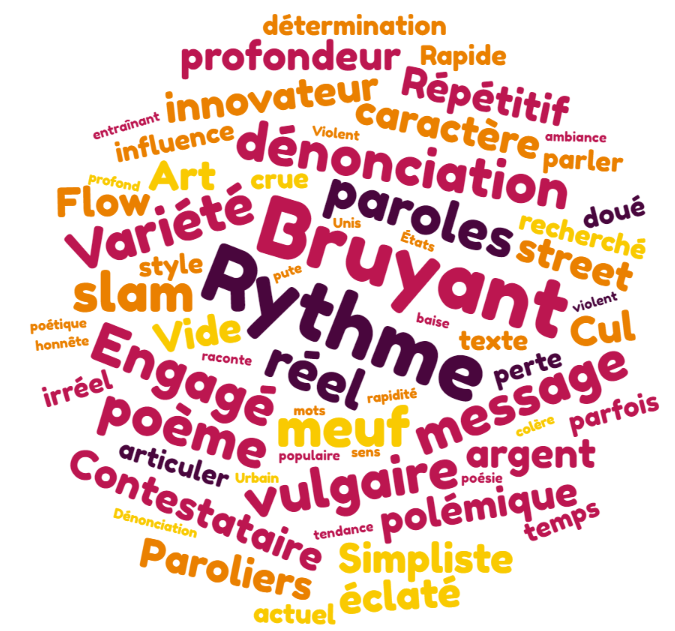 détermination
profondeur
Rapide
Répétitif
innovateur
caractère
entraînant
influence
Violent
ambiance
dénonciation
parler
Art
profond
crue
Flow
paroles
doué
Variété
Bruyant
Unis
États
recherché
street
style
pute
Rythme
slam
violent
poétique
honnête
Vide
baise
texte
Cul
raconte
réel
perte
Engagé
irréel
message
rapidité
mots
meuf
parfois
poème
colère
articuler
populaire
sens
argent
Urbain
vulgaire
poésie
Contestataire
polémique
temps
Dénonciation
tendance
Paroliers
Simpliste
éclaté
actuel